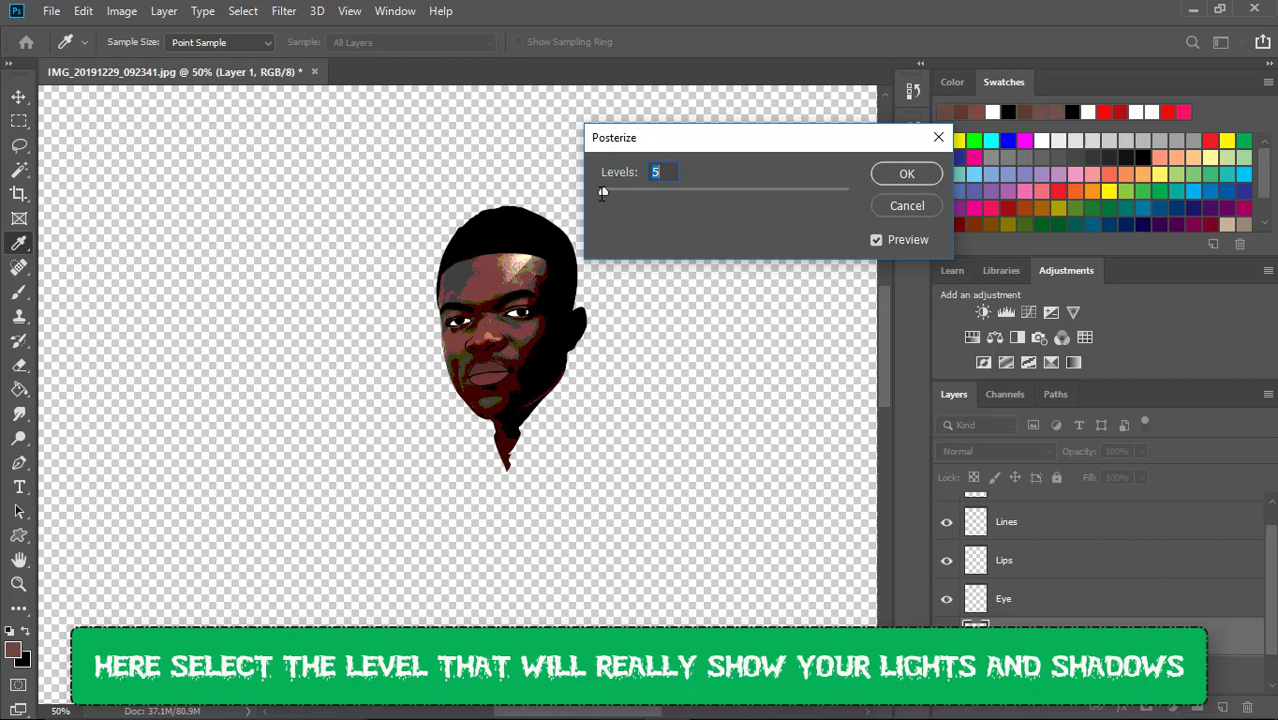 Ps File Edit Image Layer Type Select Filter 3D View Window Help
Sample Size: Point Sample Sample: All Layers Show Sampling Ring
IMG_20191229_092341.jpg @ 50% (Layer 1, RGB/8) *
Color Swatches
Posterize
Levels: 5
OK
Cancel
Preview
Learn Libraries Adjustments
Add an adjustment
Layers Channels Paths
Kind
Normal Opacity: 100%
Lock: Fill: 100%
Lines
Lips
Eye
HERE SELECT THE LEVEL THAT WILL REALLY SHOW YOUR LIGHTS AND SHADOWS
50% Doc: 37.1M/80.9M